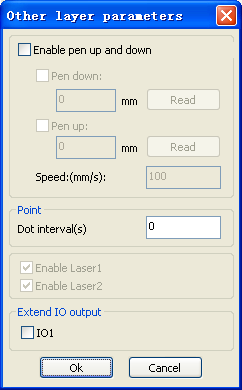 Other layer parameters
Enable pen up and down
Pen down:
0 mm Read
Pen up:
0 mm Read
Speed:(mm/s): 100
Point
Dot interval(s) 0
Enable Laser1
Enable Laser2
Extend IO output
IO1
Ok Cancel